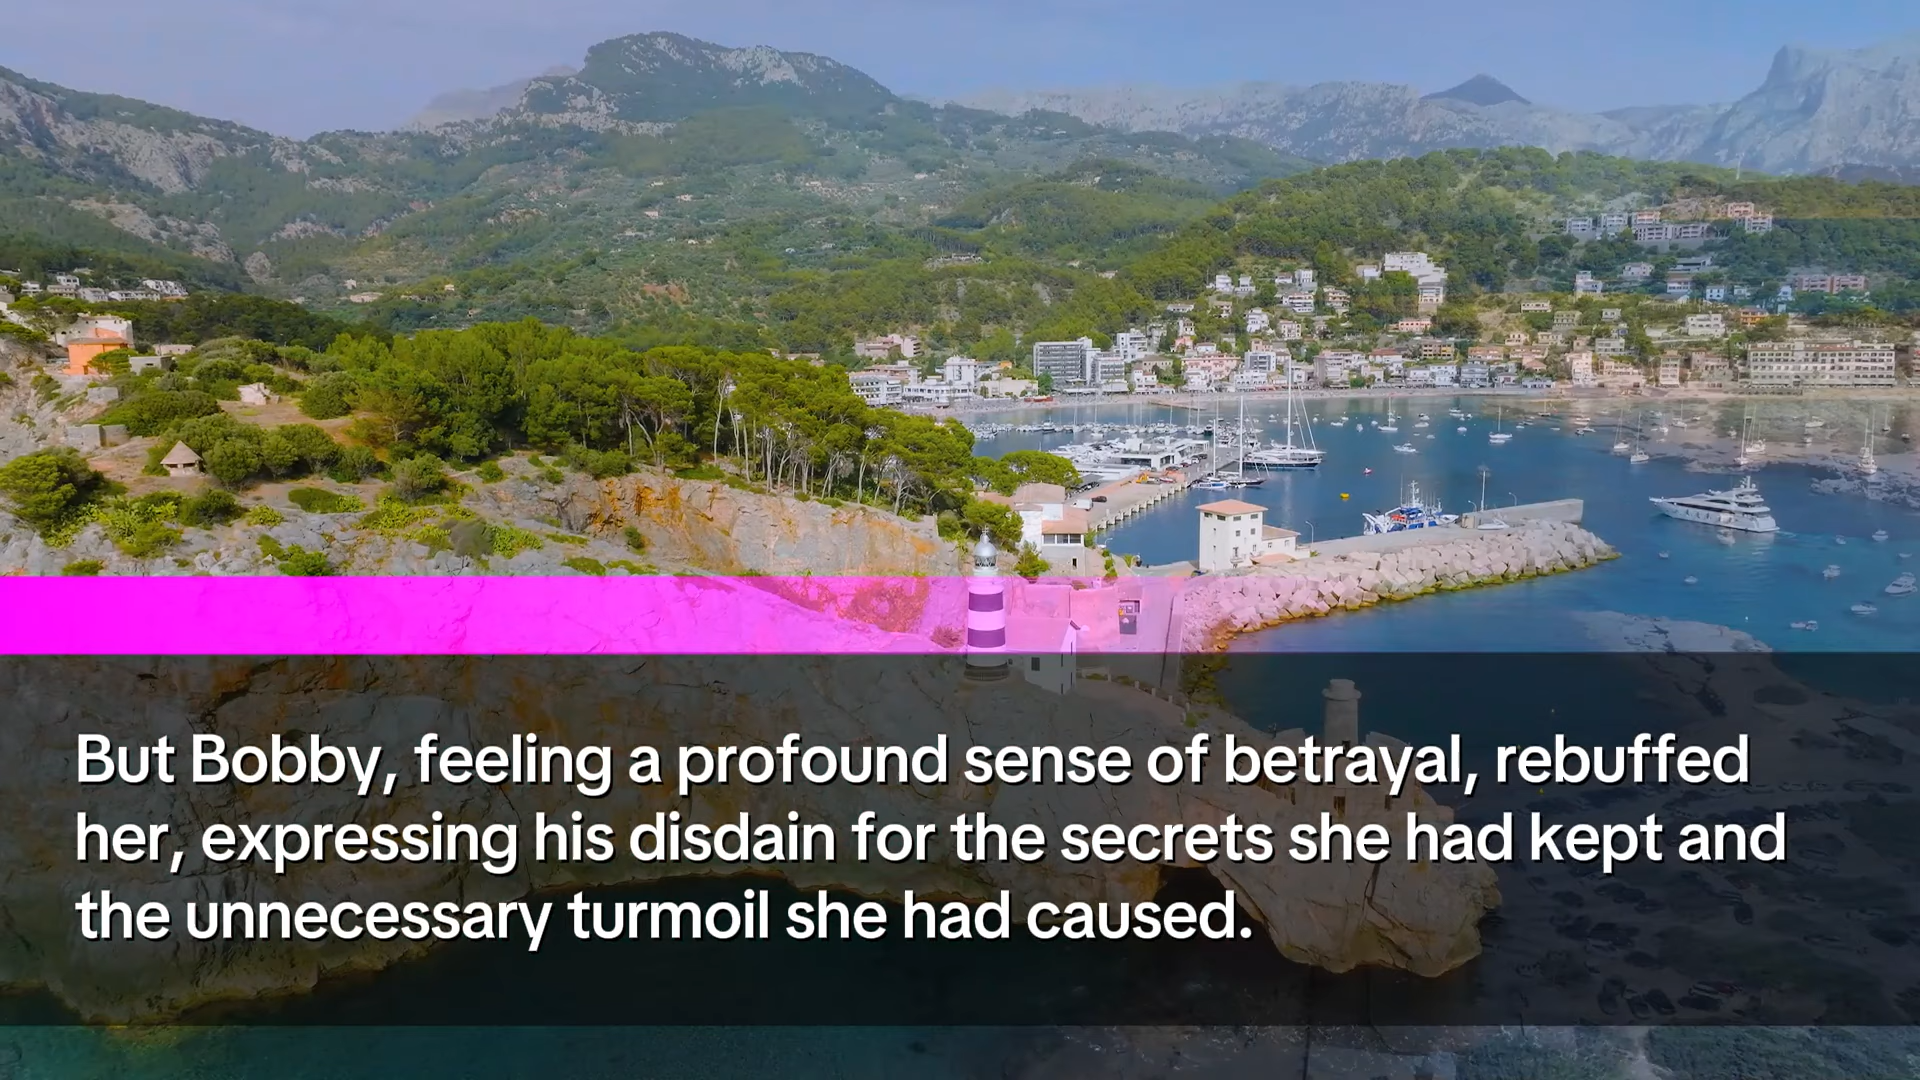 But Bobby, feeling a profound sense of betrayal, rebuffed
her, expressing his disdain for the secrets she had kept and
the unnecessary turmoil she had caused.